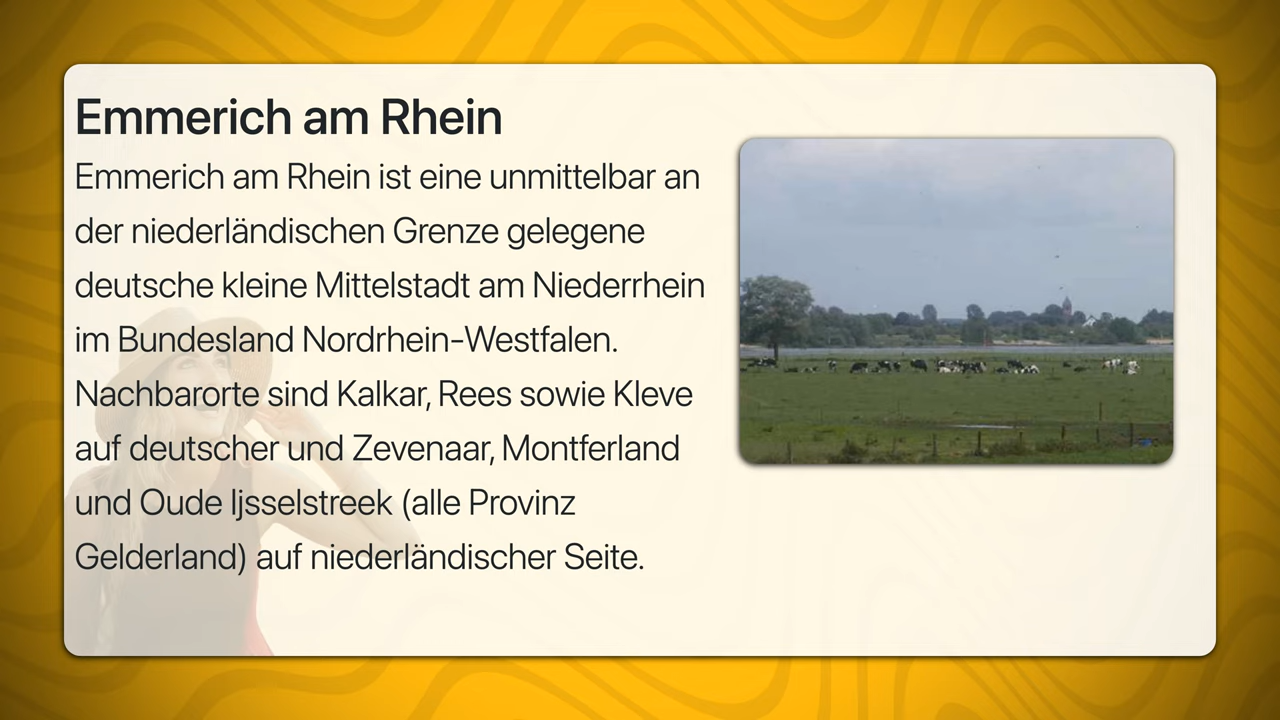 Emmerich am Rhein
Emmerich am Rhein ist eine unmittelbar an
der niederländischen Grenze gelegene
deutsche kleine Mittelstadt am Niederrhein
im Bundesland Nordrhein-Westfalen.
Nachbarorte sind Kalkar, Rees sowie Kleve
auf deutscher und Zevenaar, Montferland
und Oude Ijsselstreek (alle Provinz
Gelderland) auf niederländischer Seite.